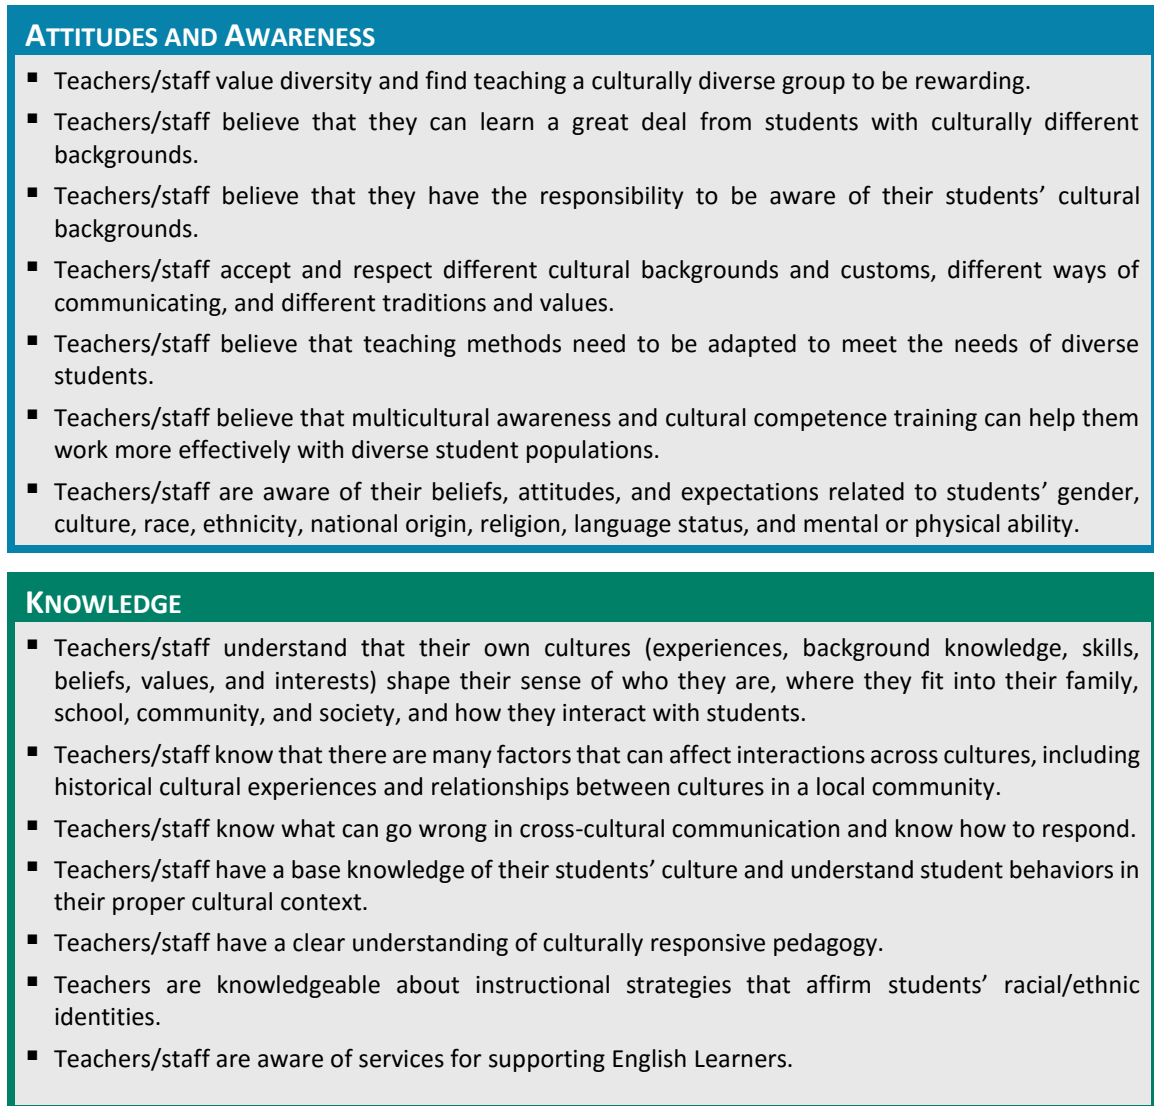 ATTITUDES AND AWARENESS
▪ Teachers/staff value diversity and find teaching a culturally diverse group to be rewarding.
▪ Teachers/staff believe that they can learn a great deal from students with culturally different
backgrounds.
▪ Teachers/staff believe that they have the responsibility to be aware of their students’ cultural
backgrounds.
▪ Teachers/staff accept and respect different cultural backgrounds and customs, different ways of
communicating, and different traditions and values.
▪ Teachers/staff believe that teaching methods need to be adapted to meet the needs of diverse
students.
▪ Teachers/staff believe that multicultural awareness and cultural competence training can help them
work more effectively with diverse student populations.
▪ Teachers/staff are aware of their beliefs, attitudes, and expectations related to students’ gender,
culture, race, ethnicity, national origin, religion, language status, and mental or physical ability.
KNOWLEDGE
▪ Teachers/staff understand that their own cultures (experiences, background knowledge, skills,
beliefs, values, and interests) shape their sense of who they are, where they fit into their family,
school, community, and society, and how they interact with students.
▪ Teachers/staff know that there are many factors that can affect interactions across cultures, including
historical cultural experiences and relationships between cultures in a local community.
▪ Teachers/staff know what can go wrong in cross-cultural communication and know how to respond.
▪ Teachers/staff have a base knowledge of their students’ culture and understand student behaviors in
their proper cultural context.
▪ Teachers/staff have a clear understanding of culturally responsive pedagogy.
▪ Teachers are knowledgeable about instructional strategies that affirm students’ racial/ethnic
identities.
▪ Teachers/staff are aware of services for supporting English Learners.